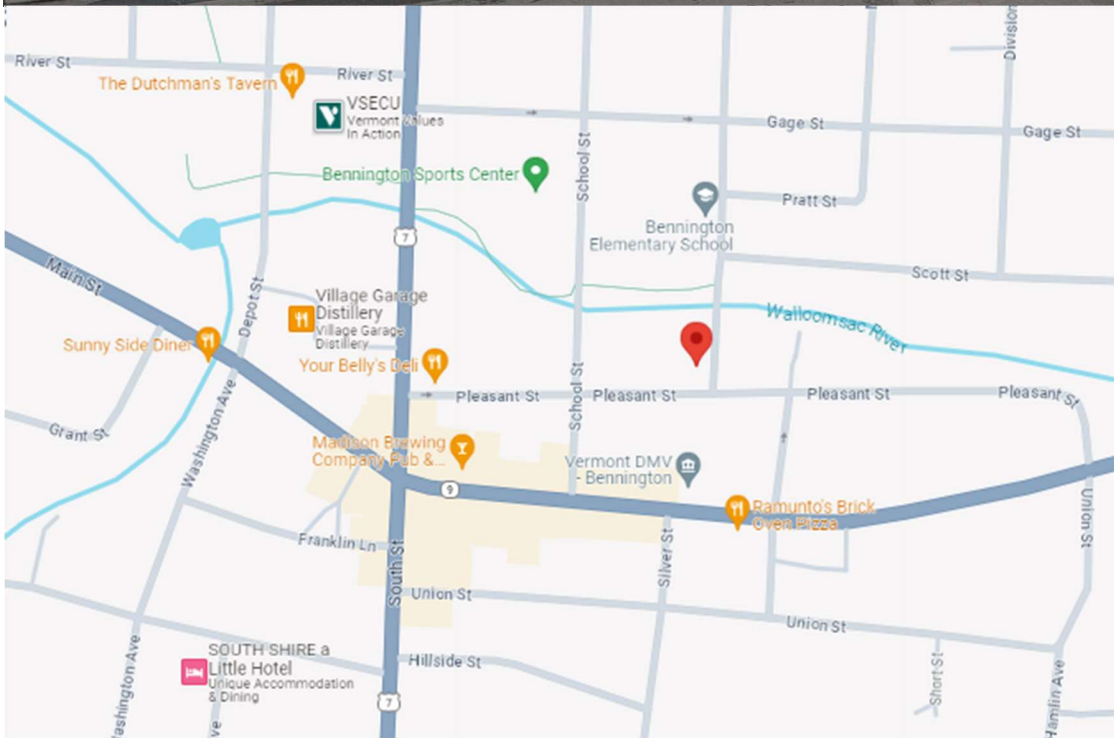 River St
The Dutchman's Tavern
River St
VSECU
Vermont Values
In Action
Division
Gage St
Gage St
School St
Bennington Sports Center
Pratt St
Bennington
Elementary School
7
Scott St
Main St
Depot St
Village Garage
Distillery
Village Garage
Distillery
Walloomsac River
Sunny Side Diner
Your Belly's Deli
Pleasant St
School St
Pleasant St
Pleasant St
Pleasant St
Grant St
Washington Ave
Madison Brewing
Company Pub &...
Vermont DMV
- Bennington
9
Ramunto's Brick
Oven Pizza
Franklin Ln
South St
Silver St
Union St
Union St
Union St
SOUTH SHIRE a
Little Hotel
Unique Accommodation
& Dining
Hillside St
Short St
Hamlin Ave
Washington Ave
7